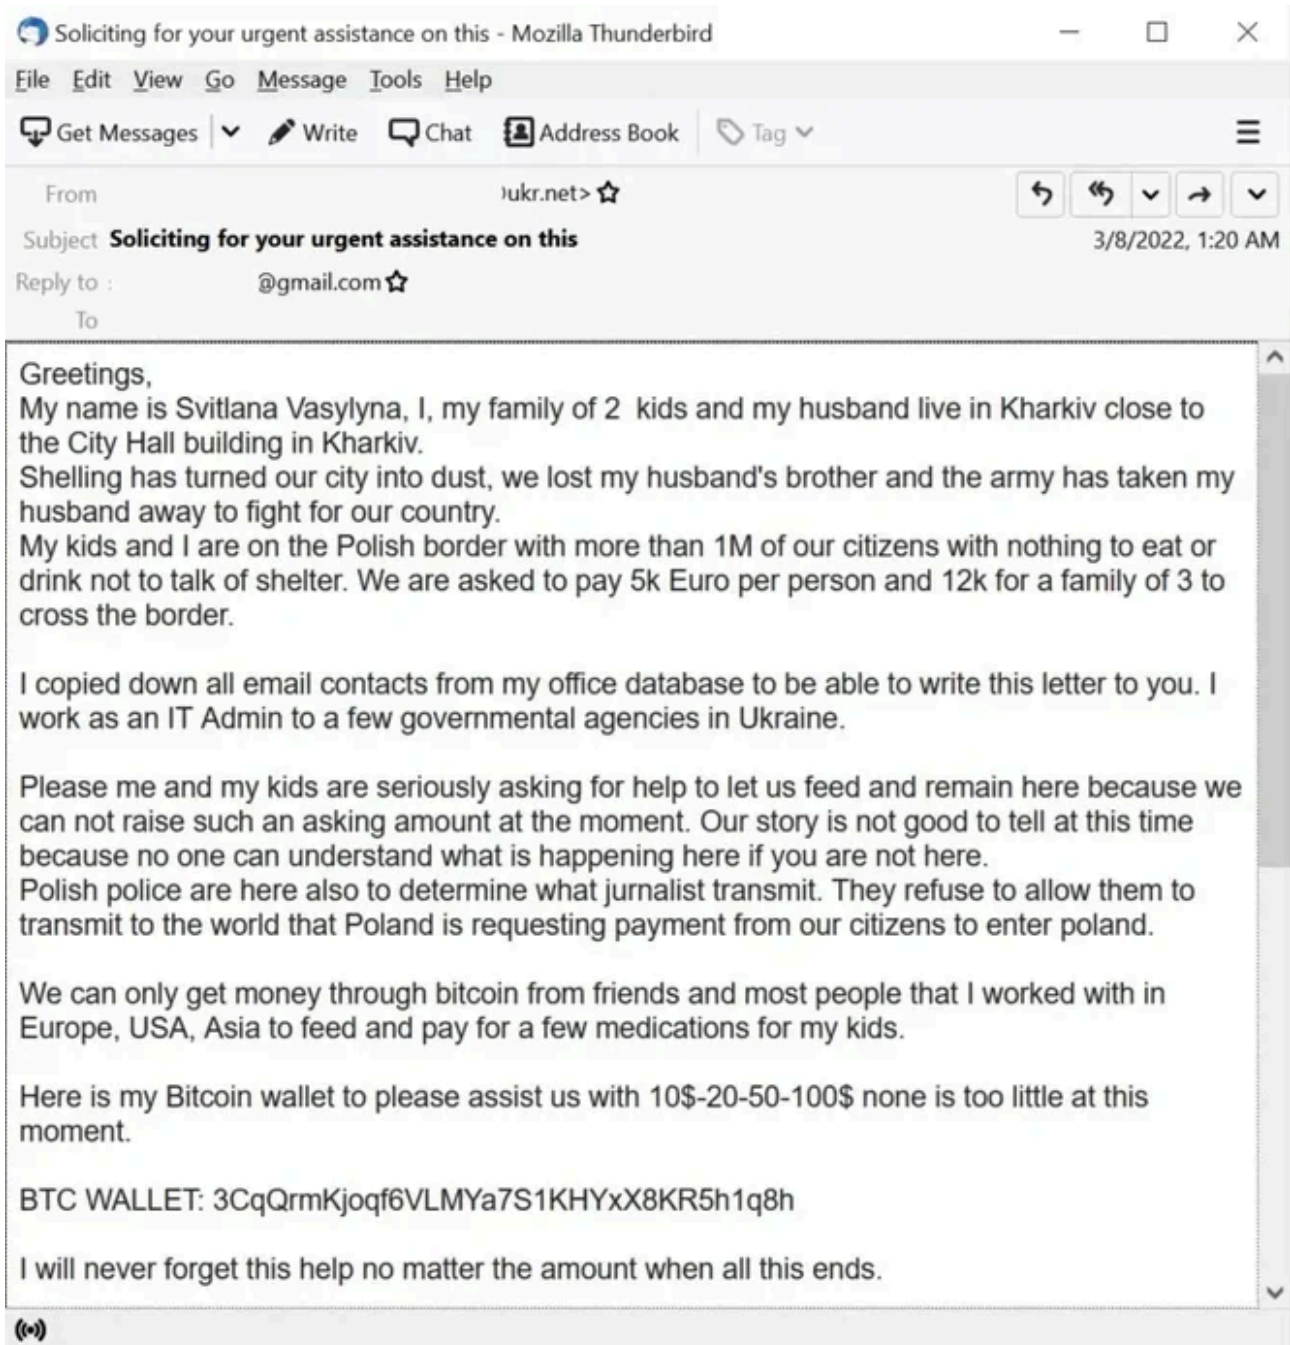 Soliciting for your urgent assistance on this - Mozilla Thunderbird
File Edit View Go Message Tools Help
Get Messages Write Chat Address Book Tag
From ukr.net>
Subject Soliciting for your urgent assistance on this 3/8/2022, 1:20 AM
Reply to : @gmail.com
To
Greetings,
My name is Svitlana Vasylyna, I, my family of 2 kids and my husband live in Kharkiv close to
the City Hall building in Kharkiv.
Shelling has turned our city into dust, we lost my husband's brother and the army has taken my
husband away to fight for our country.
My kids and I are on the Polish border with more than 1M of our citizens with nothing to eat or
drink not to talk of shelter. We are asked to pay 5k Euro per person and 12k for a family of 3 to
cross the border.
I copied down all email contacts from my office database to be able to write this letter to you. I
work as an IT Admin to a few governmental agencies in Ukraine.
Please me and my kids are seriously asking for help to let us feed and remain here because we
can not raise such an asking amount at the moment. Our story is not good to tell at this time
because no one can understand what is happening here if you are not here.
Polish police are here also to determine what jurnalist transmit. They refuse to allow them to
transmit to the world that Poland is requesting payment from our citizens to enter poland.
We can only get money through bitcoin from friends and most people that I worked with in
Europe, USA, Asia to feed and pay for a few medications for my kids.
Here is my Bitcoin wallet to please assist us with 10$-20-50-100$ none is too little at this
moment.
BTC WALLET: 3CqQrmKjoqf6VLMYa7S1KHYxX8KR5h1q8h
I will never forget this help no matter the amount when all this ends.